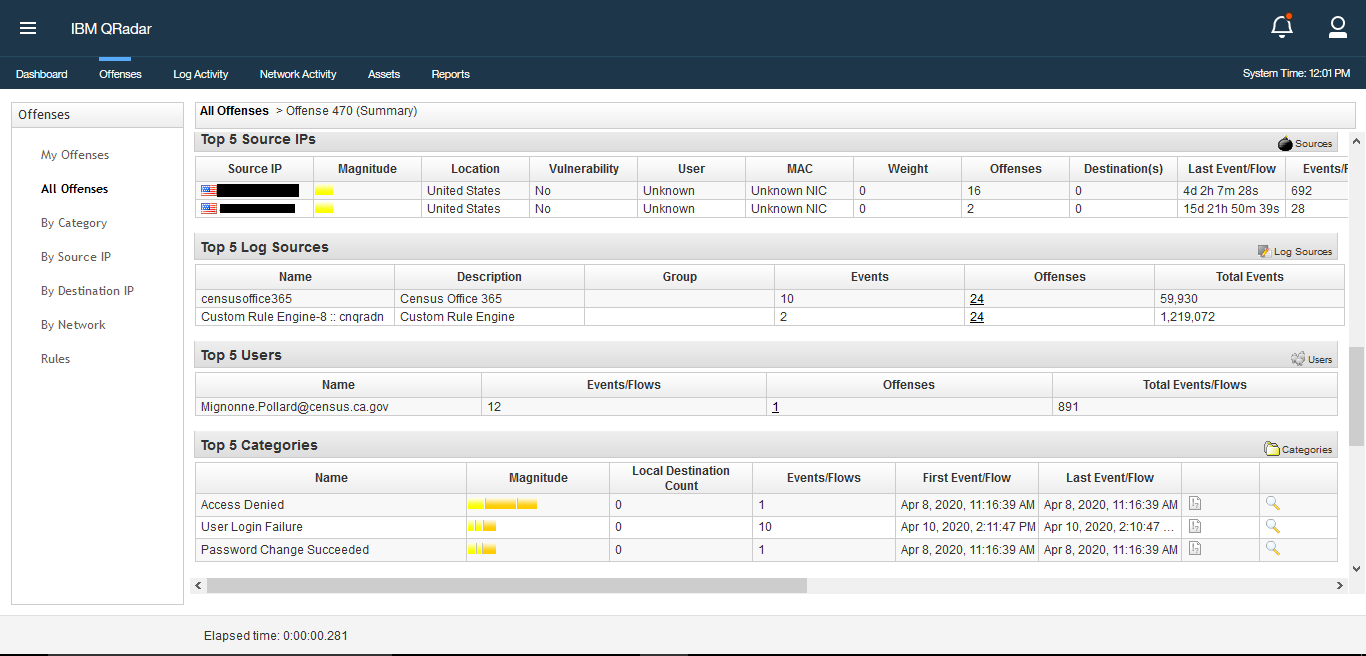 IBM QRadar
Dashboard Offenses Log Activity Network Activity Assets Reports System Time: 12:01 PM
Offenses
My Offenses
All Offenses
By Category
By Source IP
By Destination IP
By Network
Rules
All Offenses > Offense 470 (Summary)
Top 5 Source IPs Sources
Source IP Magnitude Location Vulnerability User MAC Weight Offenses Destination(s) Last Event/Flow Events/F
United States No Unknown Unknown NIC 0 16 0 4d 2h 7m 28s 692
United States No Unknown Unknown NIC 0 2 0 15d 21h 50m 39s 28
Top 5 Log Sources Log Sources
Name Description Group Events Offenses Total Events
censusoffice365 Census Office 365 10 24 59,930
Custom Rule Engine-8 :: cnqradn Custom Rule Engine 2 24 1,219,072
Top 5 Users Users
Name Events/Flows Offenses Total Events/Flows
Mignonne.Pollard@census.ca.gov 12 1 891
Top 5 Categories Categories
Name Magnitude Local Destination Count Events/Flows First Event/Flow Last Event/Flow
Access Denied 0 1 Apr 8, 2020, 11:16:39 AM Apr 8, 2020, 11:16:39 AM
User Login Failure 0 10 Apr 10, 2020, 2:11:47 PM Apr 10, 2020, 2:10:47 ...
Password Change Succeeded 0 1 Apr 8, 2020, 11:16:39 AM Apr 8, 2020, 11:16:39 AM
Elapsed time: 0:00:00.281